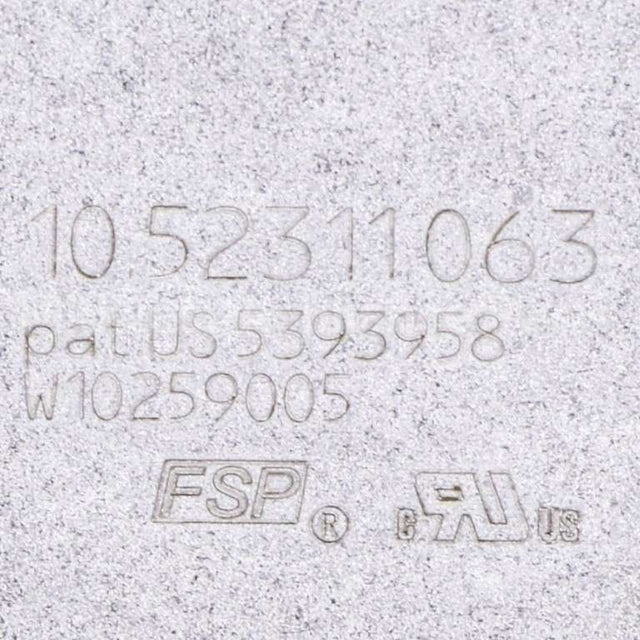 10 52311063
pat US 5393958
W10259005
FSP ®
c RU US